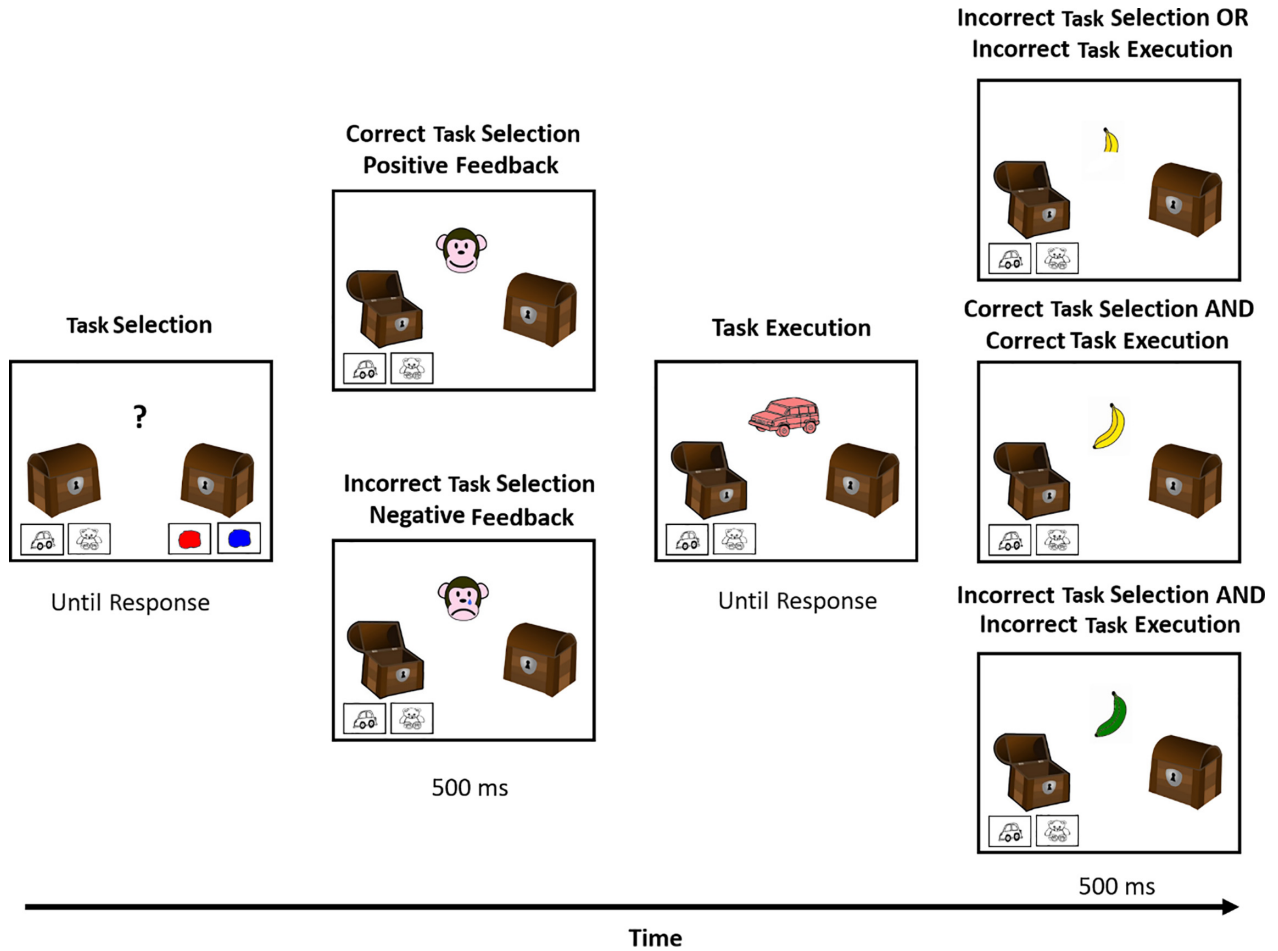 Task Selection
?
Until Response
Correct Task Selection
Positive Feedback
Incorrect Task Selection
Negative Feedback
500 ms
Task Execution
Until Response
Incorrect Task Selection OR
Incorrect Task Execution
Correct Task Selection AND
Correct Task Execution
Incorrect Task Selection AND
Incorrect Task Execution
500 ms
Time